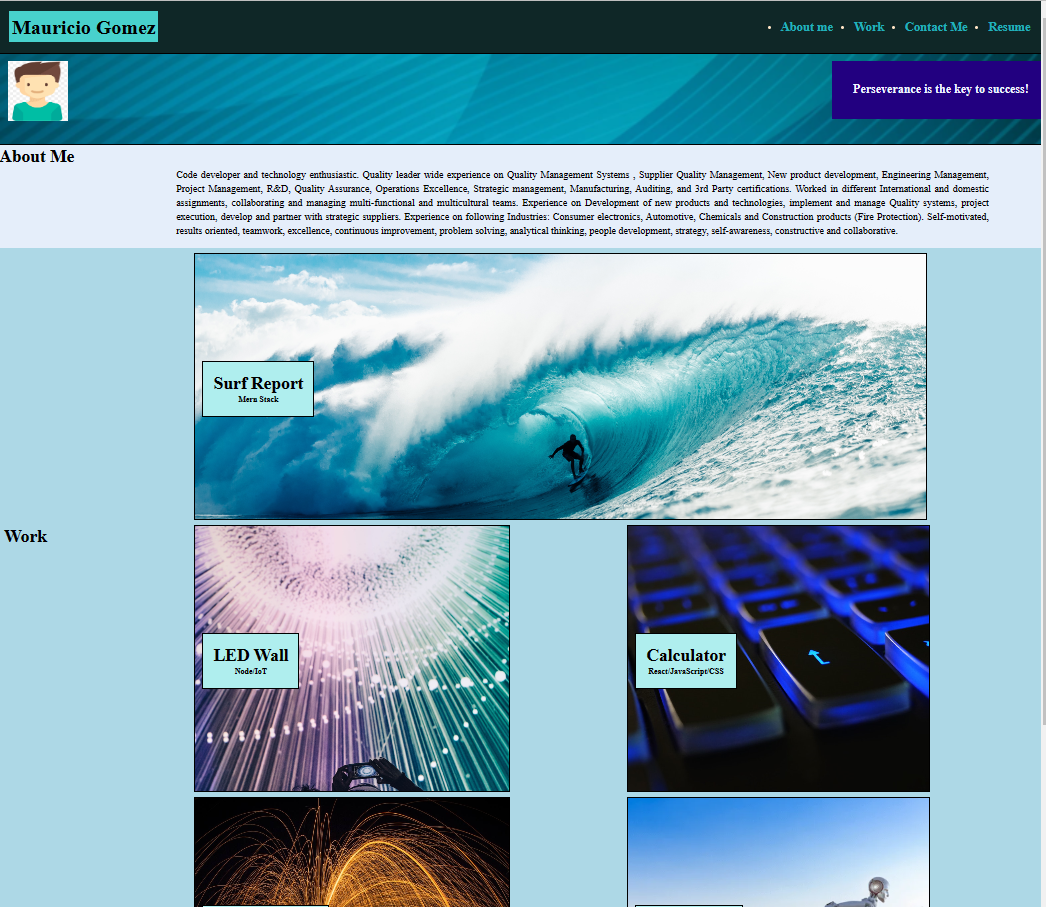 Mauricio Gomez
• About me • Work • Contact Me • Resume
Perseverance is the key to success!
About Me
Code developer and technology enthusiastic. Quality leader wide experience on Quality Management Systems , Supplier Quality Management, New product development, Engineering Management,
Project Management, R&D, Quality Assurance, Operations Excellence, Strategic management, Manufacturing, Auditing, and 3rd Party certifications. Worked in different International and domestic
assignments, collaborating and managing multi-functional and multicultural teams. Experience on Development of new products and technologies, implement and manage Quality systems, project
execution, develop and partner with strategic suppliers. Experience on following Industries: Consumer electronics, Automotive, Chemicals and Construction products (Fire Protection). Self-motivated,
results oriented, teamwork, excellence, continuous improvement, problem solving, analytical thinking, people development, strategy, self-awareness, constructive and collaborative.
Surf Report
Mern Stack
Work
LED Wall
Node/IoT
Calculator
React/JavaScript/CSS